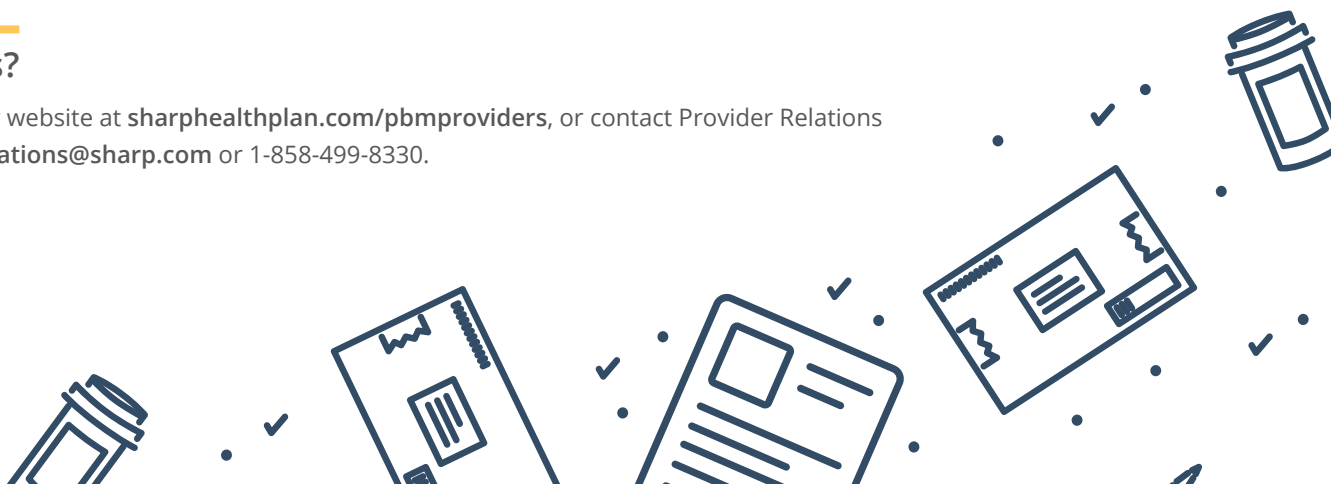 s?
website at sharphealthplan.com/pbmproviders, or contact Provider Relations
ations@sharp.com or 1-858-499-8330.